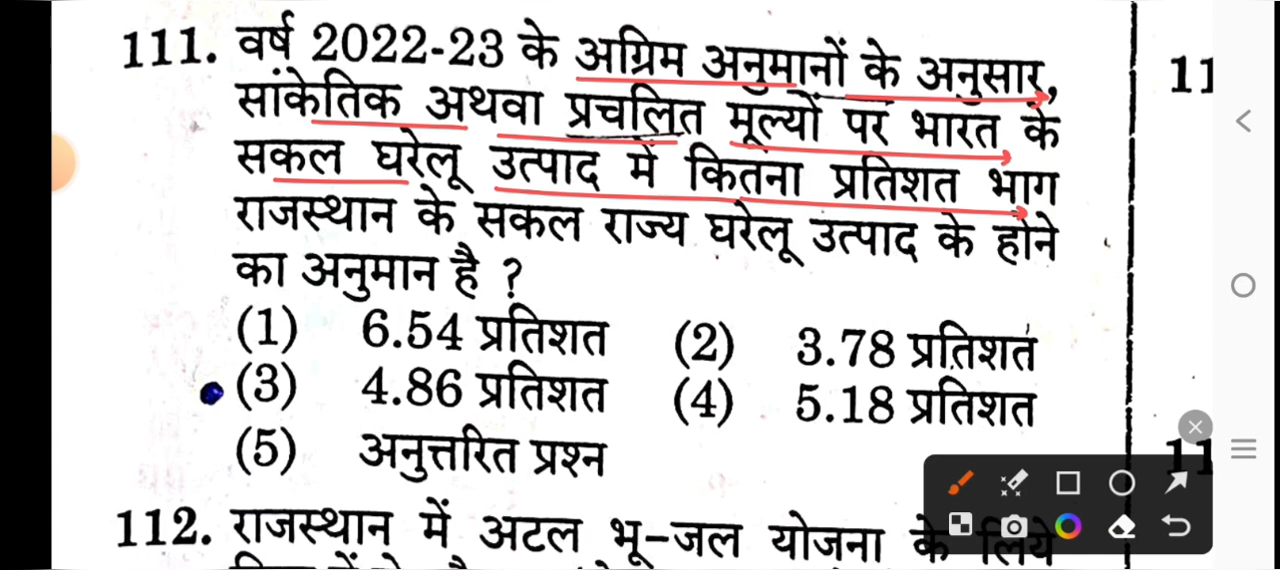 111. वर्ष 2022-23 के अग्रिम अनुमानों के अनुसार,
सांकेतिक अथवा प्रचलित मूल्यों पर भारत के
सकल घरेलू उत्पाद में कितना प्रतिशत भाग
राजस्थान के सकल राज्य घरेलू उत्पाद के होने
का अनुमान है ?
(1) 6.54 प्रतिशत (2) 3.78 प्रतिशत
(3) 4.86 प्रतिशत (4) 5.18 प्रतिशत
(5) अनुत्तरित प्रश्न
112. राजस्थान में अटल भू-जल योजना के लिये
11
11